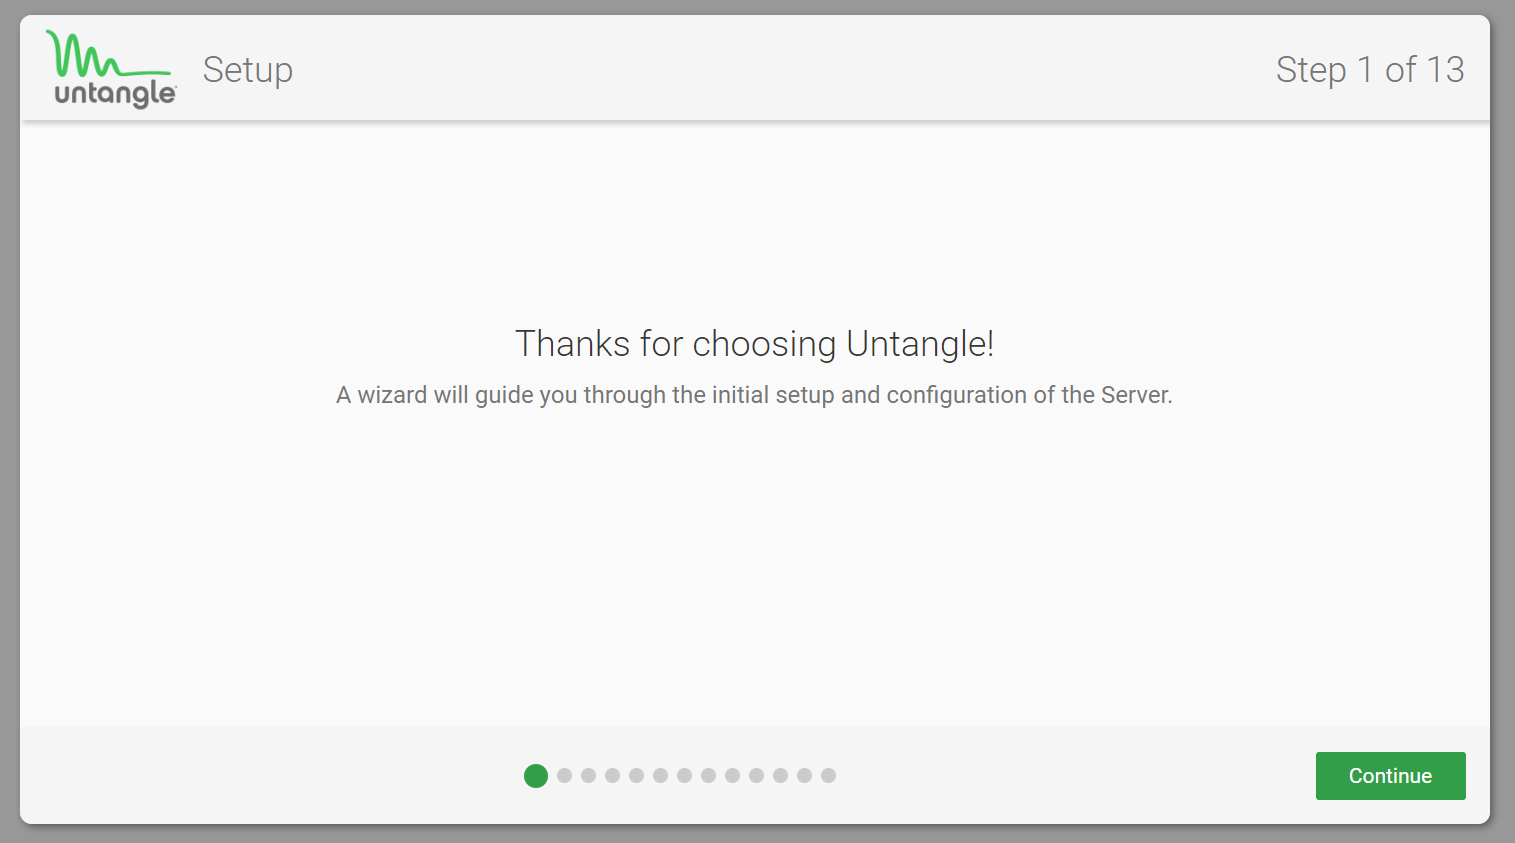 untangle
Setup
Step 1 of 13
Thanks for choosing Untangle!
A wizard will guide you through the initial setup and configuration of the Server.
Continue